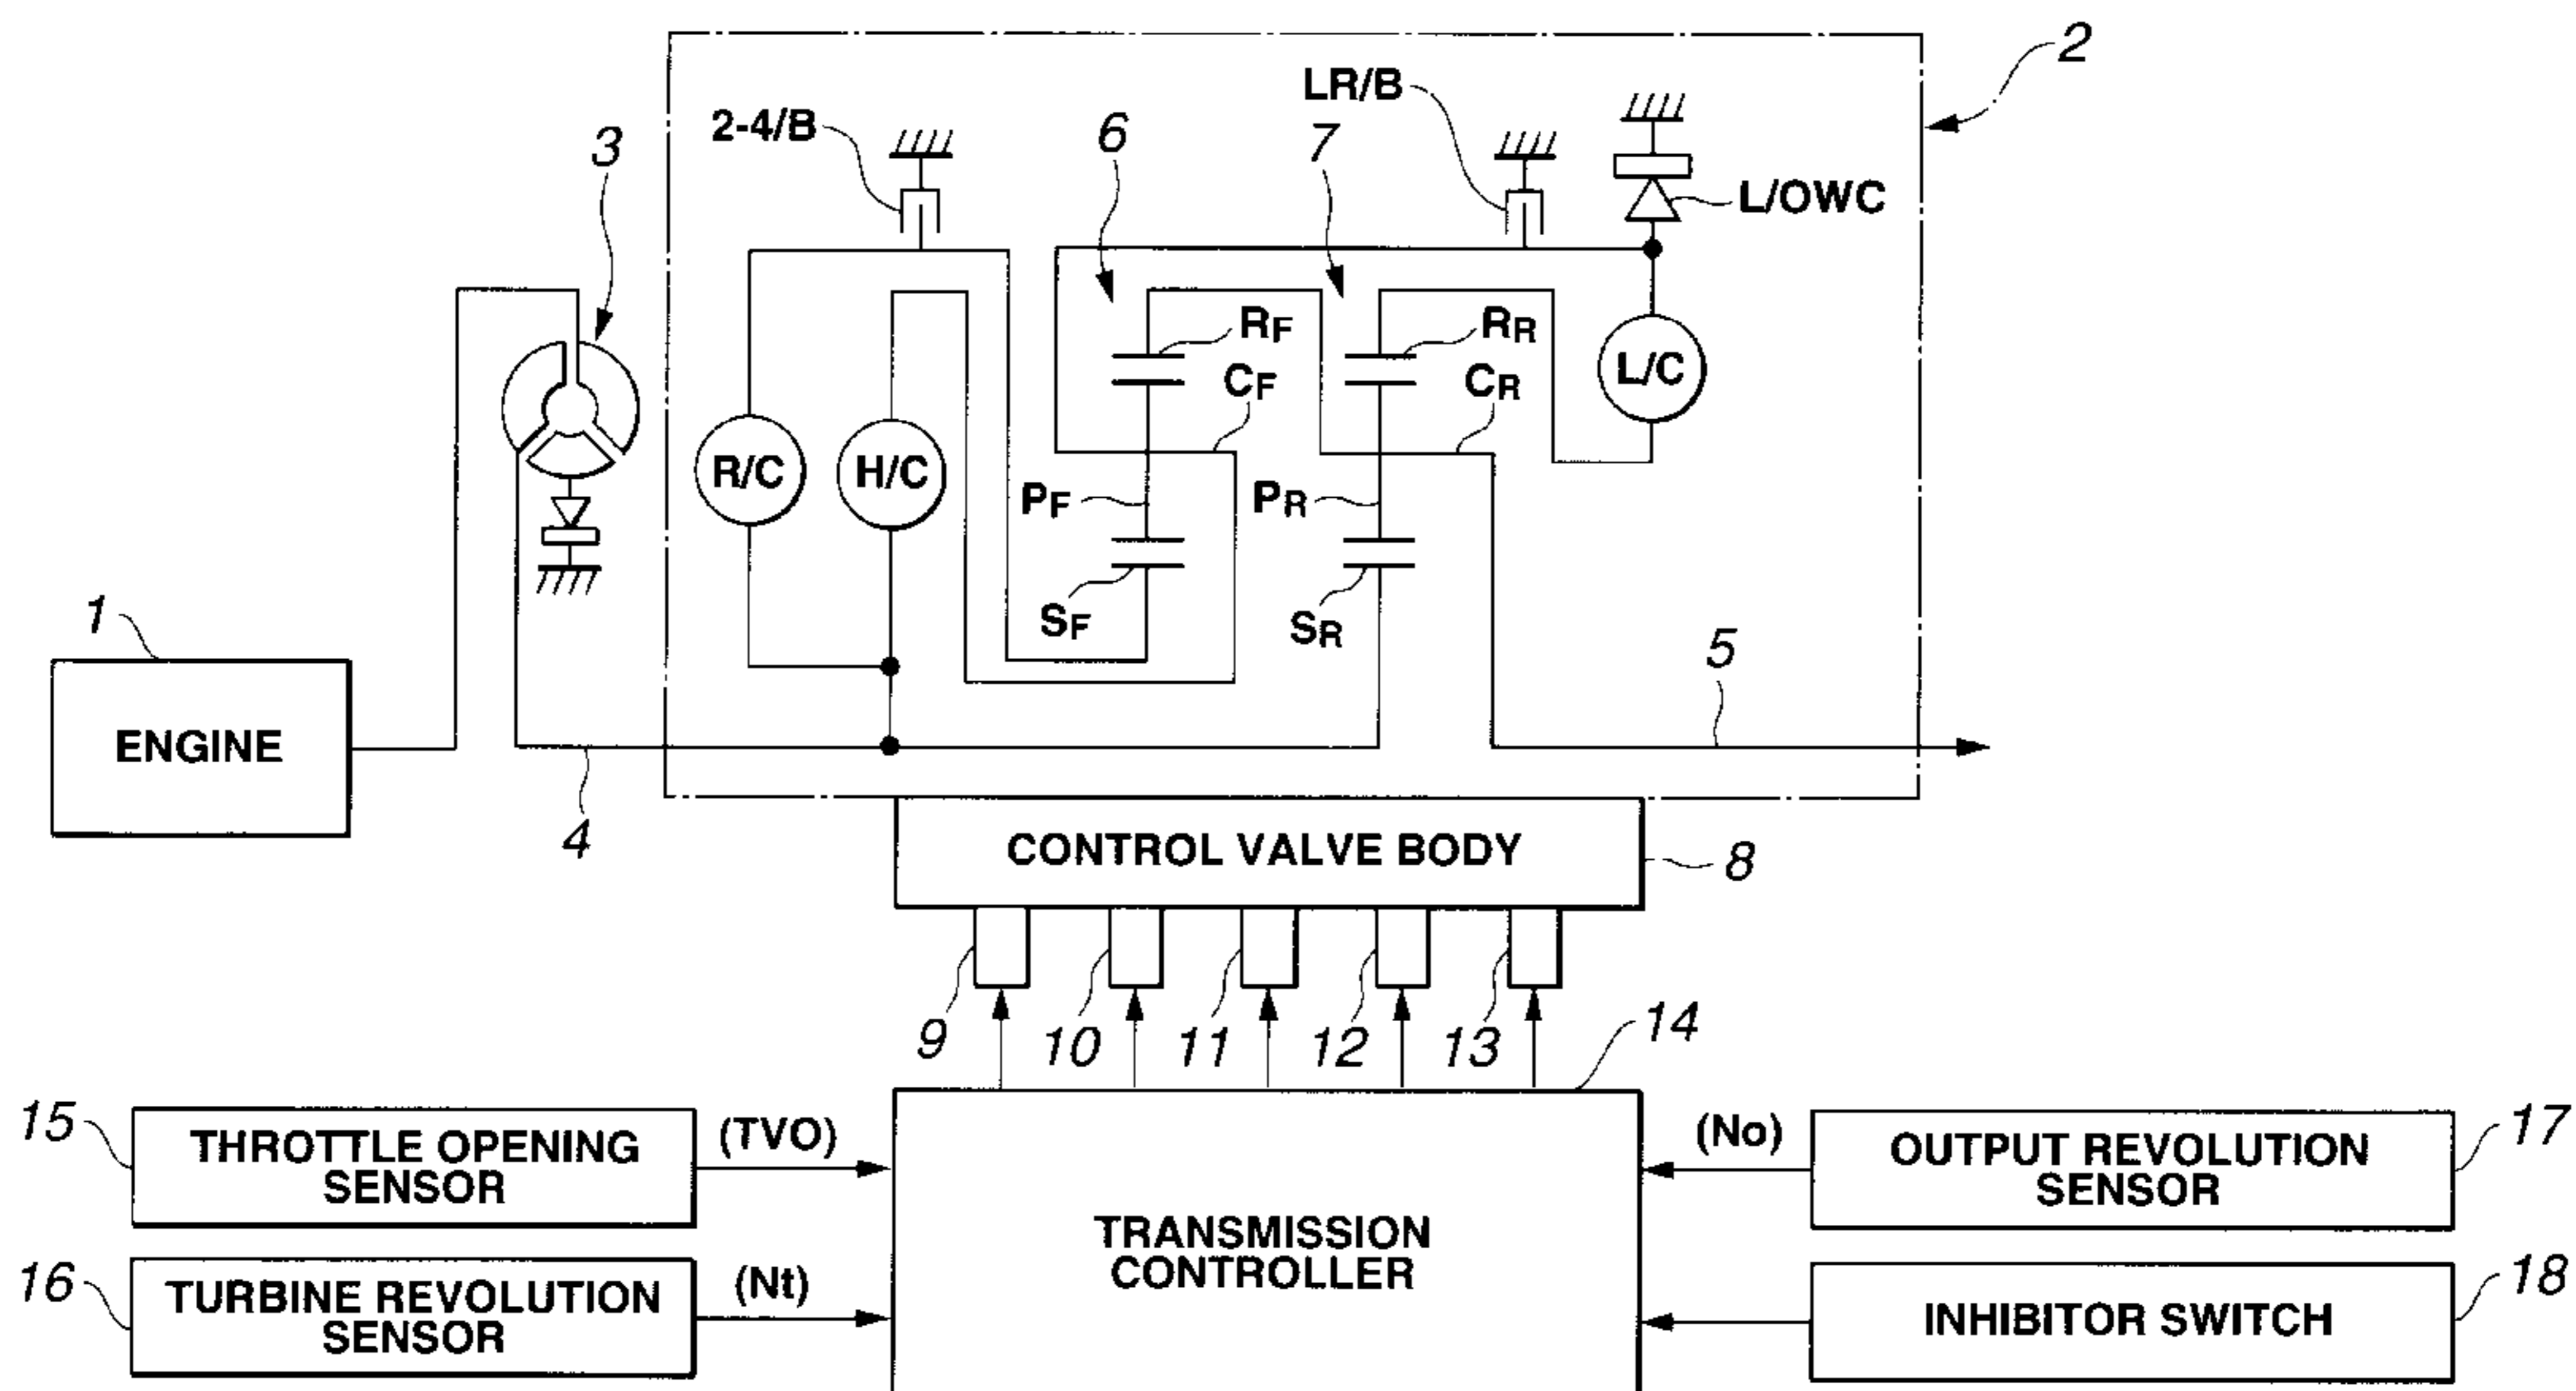 2
LR/B
2-4/B
6
7
3
L/OWC
RF
RR
CF
CR
L/C
R/C
H/C
PF
PR
SF
SR
1
5
ENGINE
4
CONTROL VALVE BODY
8
9
10
11
12
13
14
15
THROTTLE OPENING
SENSOR
(TVO)
(No)
OUTPUT REVOLUTION
SENSOR
17
TRANSMISSION
CONTROLLER
16
TURBINE REVOLUTION
SENSOR
(Nt)
INHIBITOR SWITCH
18